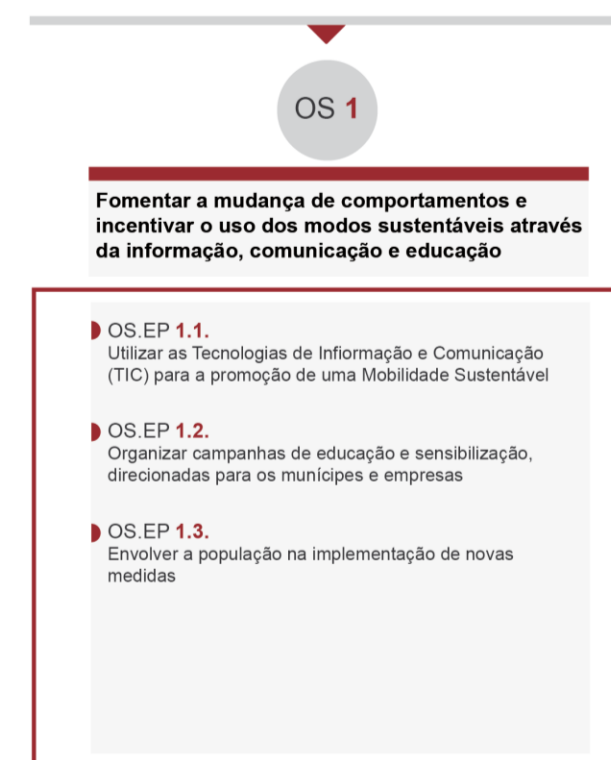 OS 1
Fomentar a mudança de comportamentos e
incentivar o uso dos modos sustentáveis através
da informação, comunicação e educação
OS.EP 1.1.
Utilizar as Tecnologias de Infiormação e Comunicação
(TIC) para a promoção de uma Mobilidade Sustentável
OS.EP 1.2.
Organizar campanhas de educação e sensibilização,
direcionadas para os munícipes e empresas
OS.EP 1.3.
Envolver a população na implementação de novas
medidas